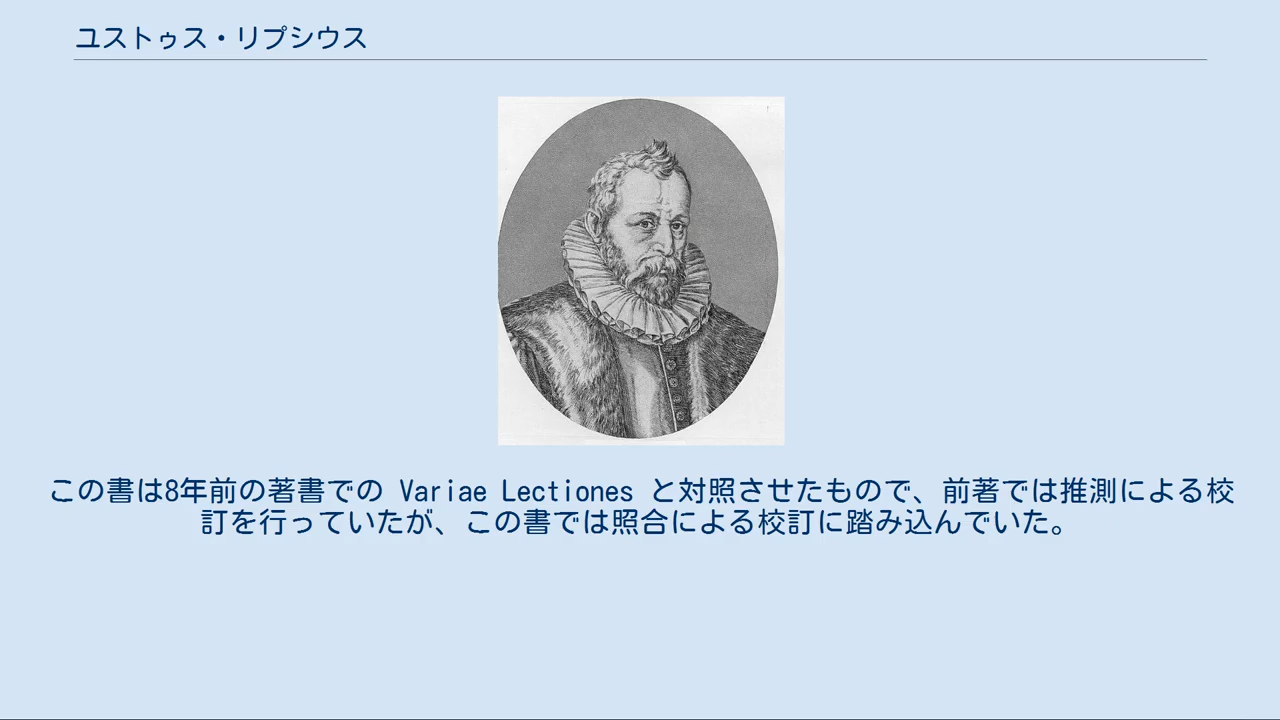 ユストゥス・リプシウス
この書は8年前の著書での Variae Lectiones と対照させたもので、前著では推測による校
訂を行っていたが、この書では照合による校訂に踏み込んでいた。